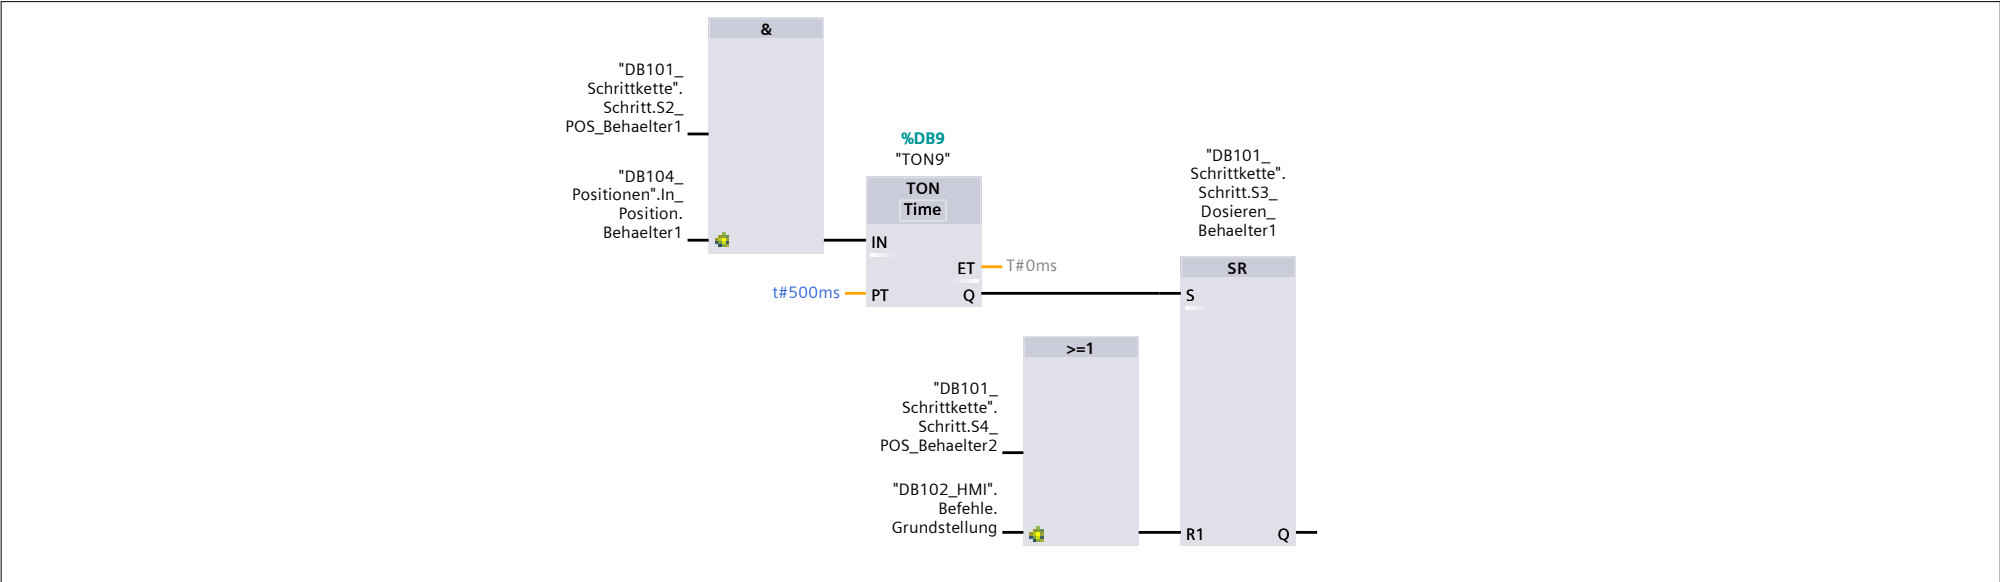 &
"DB101_
Schrittkette".
Schritt.S2_
POS_Behaelter1
"DB104_
Positionen".In_
Position.
Behaelter1
%DB9
"TON9"
TON
Time
IN
ET
T#0ms
t#500ms
PT
Q
"DB101_
Schrittkette".
Schritt.S3_
Dosieren_
Behaelter1
SR
S
>=1
"DB101_
Schrittkette".
Schritt.S4_
POS_Behaelter2
"DB102_HMI".
Befehle.
Grundstellung
R1
Q